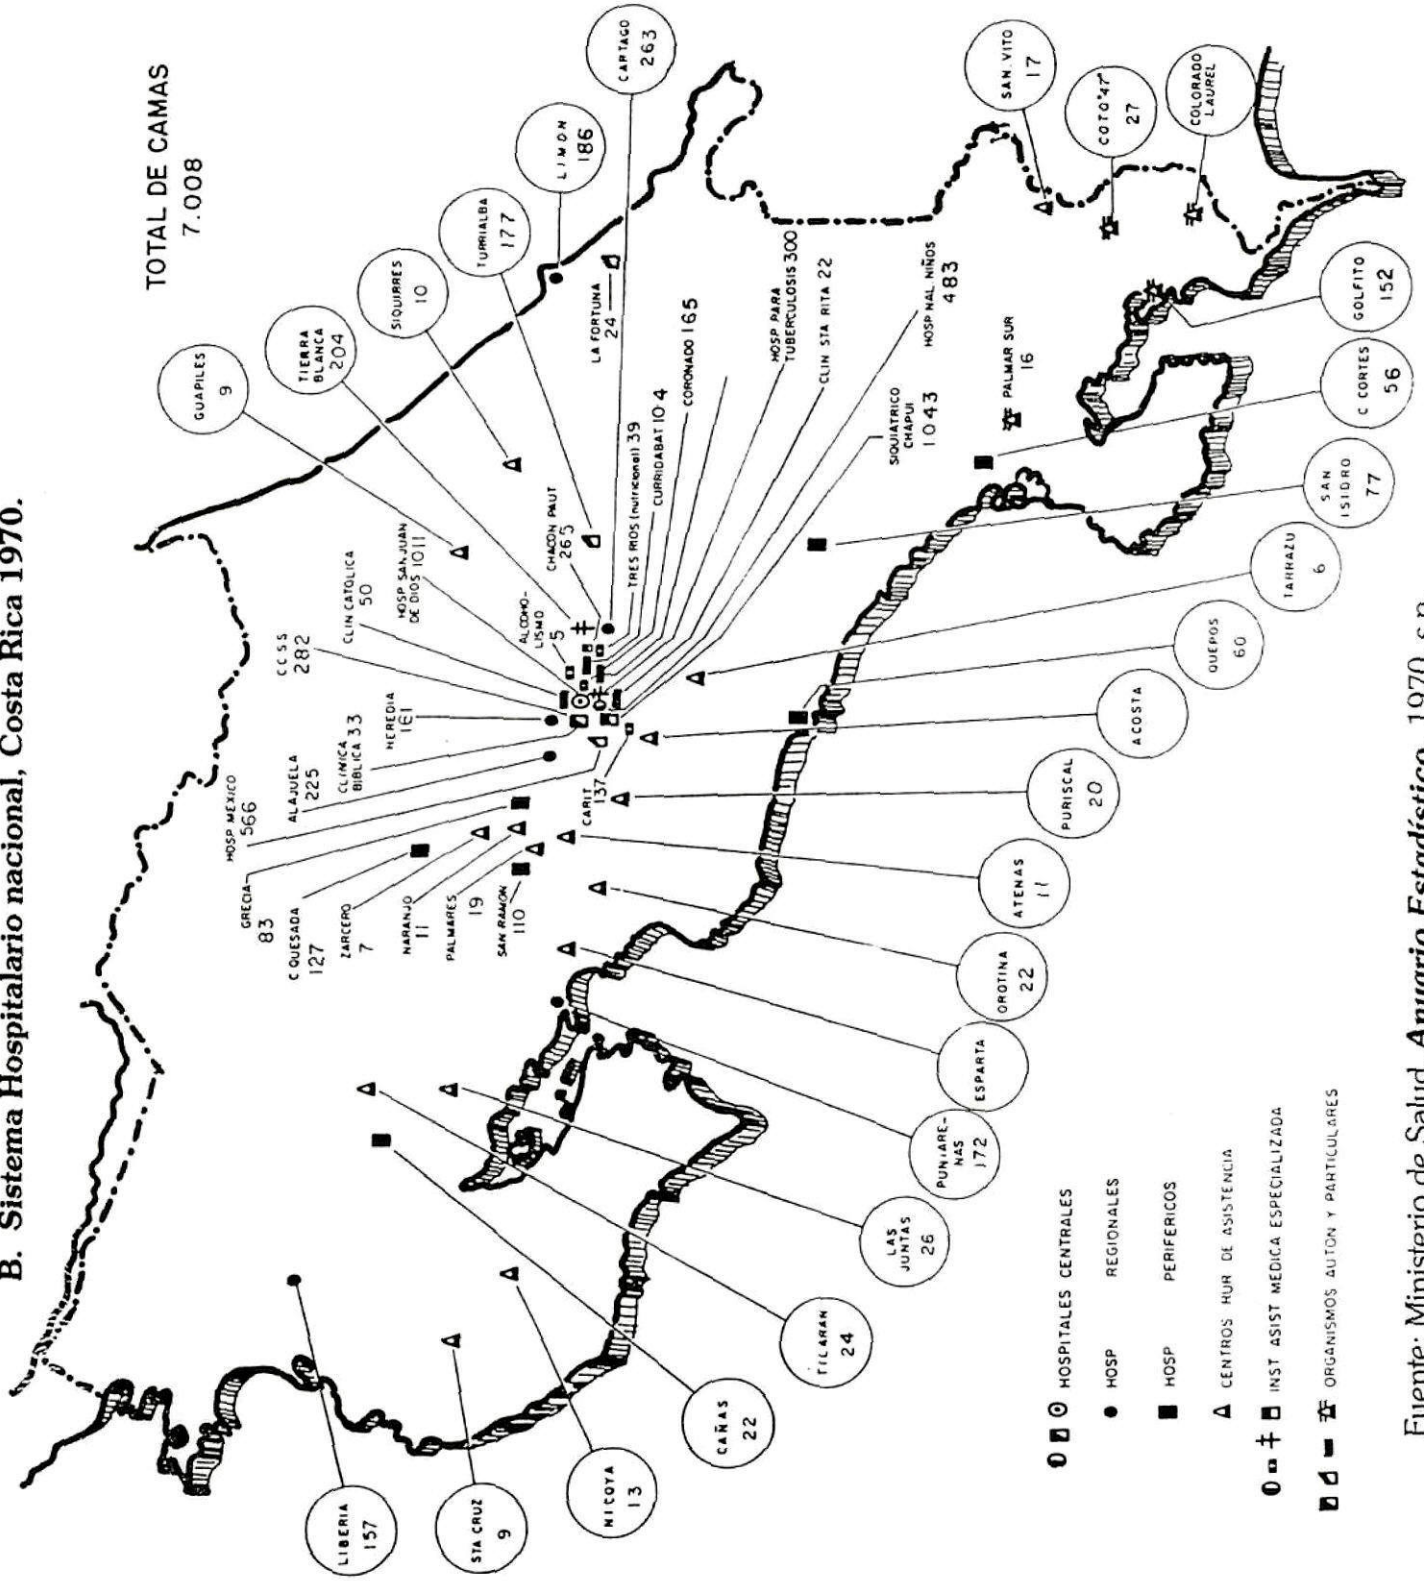 B. Sistema Hospitalario nacional, Costa Rica 1970.
TOTAL DE CAMAS
7.008
GUAPILES
9
TIERRA
BLANCA
204
SIQUIRRES
10
TURRIALBA
177
LIMON
186
CARTAGO
263
LA FORTUNA
24
CHACON PAUT
265
HOSP SAN JUAN
DE DIOS 1011
CLIN CATOLICA
50
C C S S
282
HEREDIA
161
CLINICA
BIBLICA 33
ALAJUELA
225
HOSP MEXICO
566
GRECIA
83
C QUESADA
127
ZARCERO
7
NARANJO
11
PALMARES
19
SAN RAMON
110
ALCOHO-
LISMO
5
TRES RIOS (nutricional) 39
CURRIDABAT 104
CORONADO 165
HOSP PARA
TUBERCULOSIS 300
CLIN STA RITA 22
HOSP NAL. NIÑOS
483
SIQUIATRICO
CHAPUI
1043
CARIT
137
PALMAR SUR
16
SAN. VITO
17
COTO "47"
27
COLORADO
LAUREL
GOLFITO
152
C CORTES
56
SAN
ISIDRO
77
TARRAZU
6
QUEPOS
60
ACOSTA
PURISCAL
20
ATENAS
11
OROTINA
22
ESPARTA
PUNTARE-
NAS
172
LAS
JUNTAS
26
TILARAN
24
CAÑAS
22
NICOYA
13
STA CRUZ
9
LIBERIA
157
HOSPITALES CENTRALES
HOSP REGIONALES
HOSP PERIFERICOS
CENTROS RUR DE ASISTENCIA
INST ASIST MEDICA ESPECIALIZADA
ORGANISMOS AUTON Y PARTICULARES
Fuente: Ministerio de Salud. Anuario Estadístico, 1970, s.p.